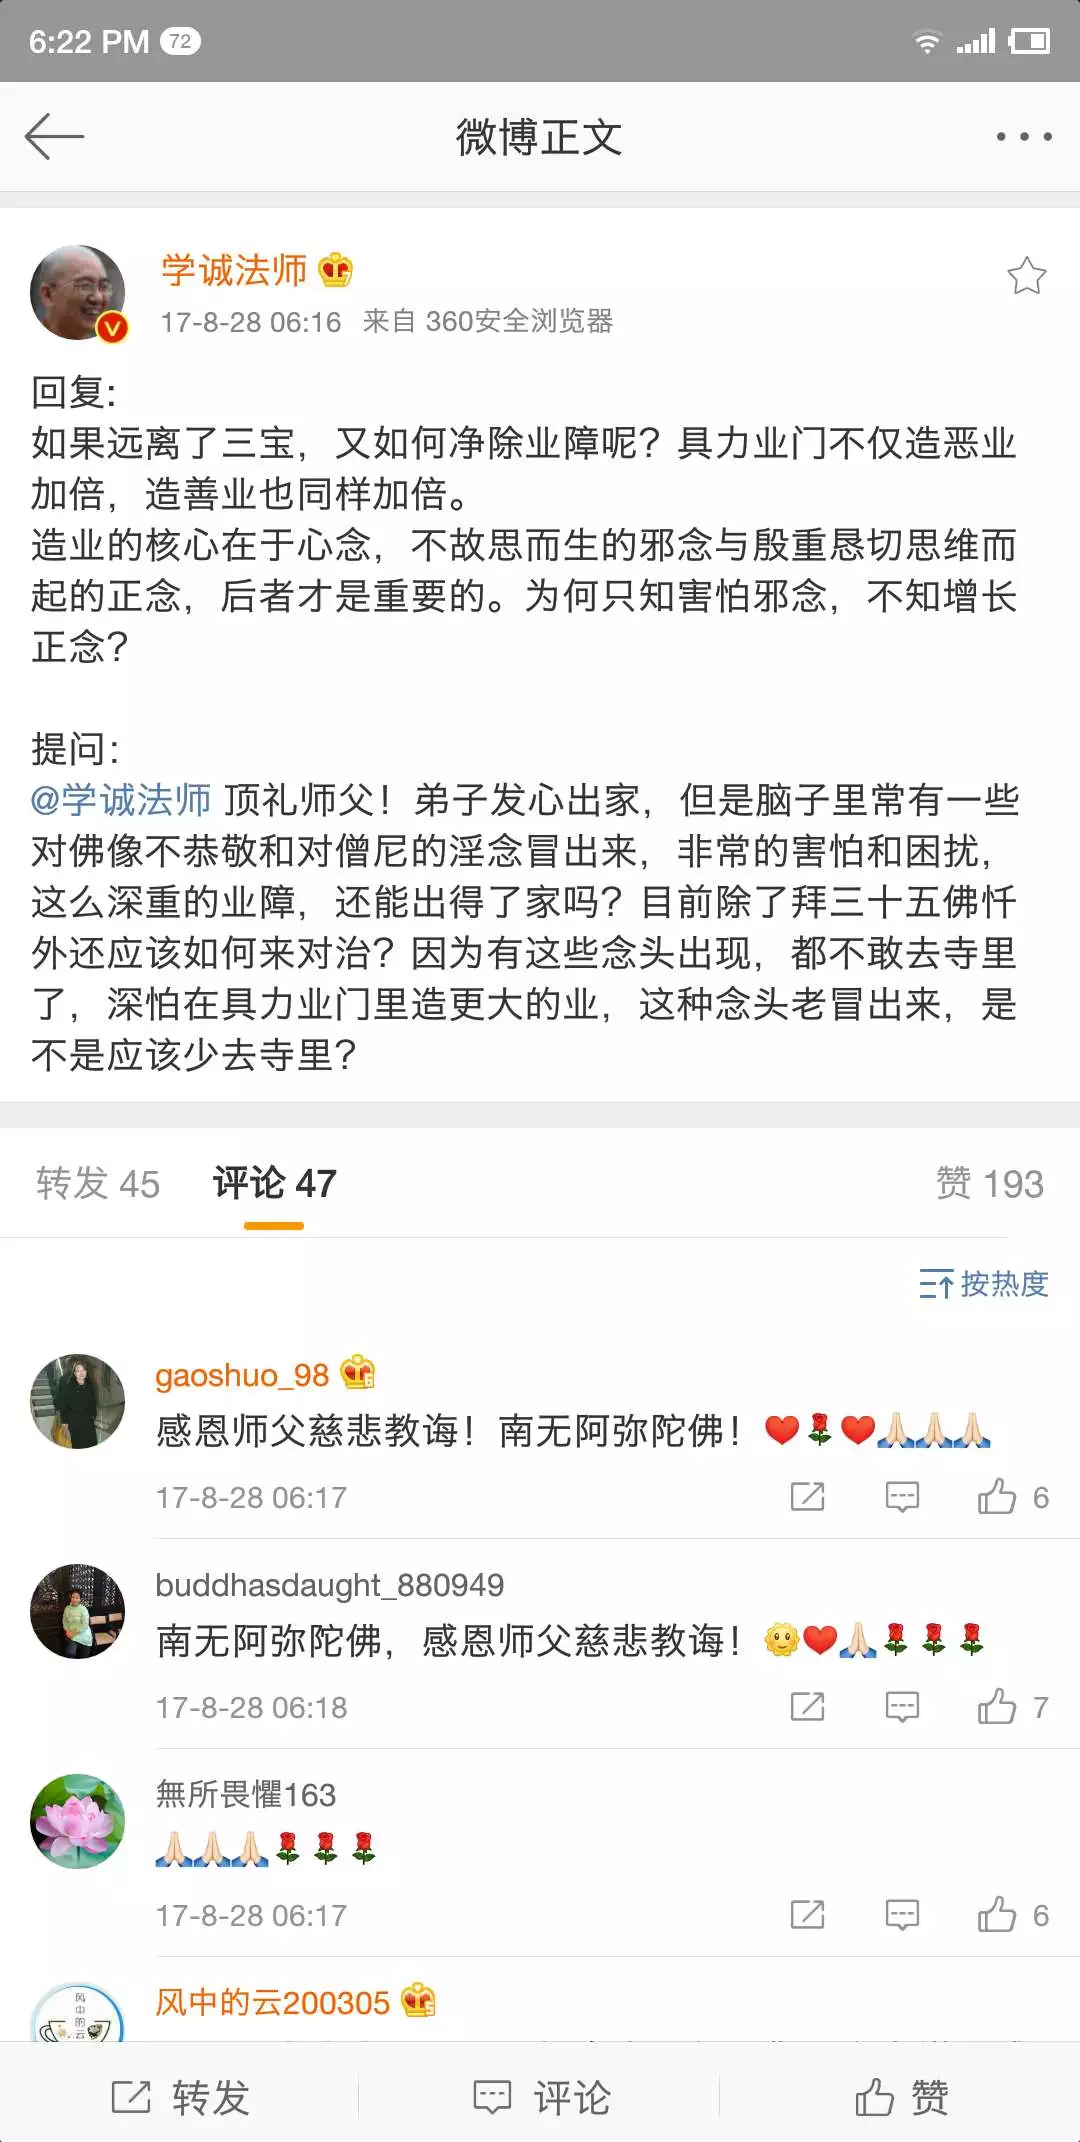 6:22 PM 72
微博正文
学诚法师
17-8-28 06:16 来自 360安全浏览器
回复:
如果远离了三宝，又如何净除业障呢？具力业门不仅造恶业
加倍，造善业也同样加倍。
造业的核心在于心念，不故思而生的邪念与殷重恳切思维而
起的正念，后者才是重要的。为何只知害怕邪念，不知增长
正念？
提问：
@学诚法师 顶礼师父！弟子发心出家，但是脑子里常有一些
对佛像不恭敬和对僧尼的淫念冒出来，非常的害怕和困扰，
这么深重的业障，还能出得了家吗？目前除了拜三十五佛忏
外还应该如何来对治？因为有这些念头出现，都不敢去寺里
了，深怕在具力业门里造更大的业，这种念头老冒出来，是
不是应该少去寺里？
转发 45 评论 47 赞 193
按热度
gaoshuo_98 6
感恩师父慈悲教诲！南无阿弥陀佛！❤️🌹❤️🙏🏻🙏🏻🙏🏻
17-8-28 06:17 6
buddhasdaught_880949
南无阿弥陀佛，感恩师父慈悲教诲！🌞❤️🙏🏻🌹🌹🌹
17-8-28 06:18 7
無所畏懼163
🙏🏻🙏🏻🙏🏻🌹🌹🌹
17-8-28 06:17 6
风中的云
风中的云200305 5
转发 评论 赞